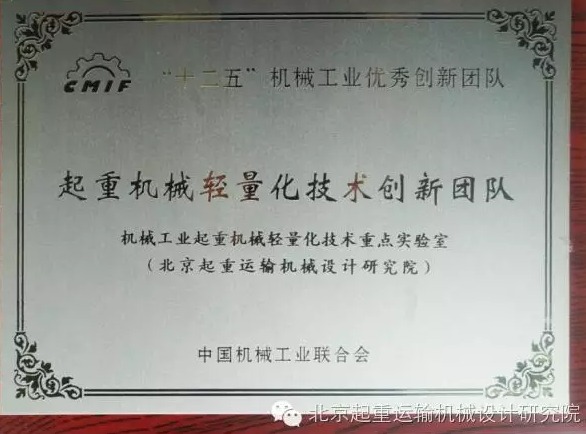 CMIF
“十二五”机械工业优秀创新团队
起重机械轻量化技术创新团队
机械工业起重机械轻量化技术重点实验室
（北京起重运输机械设计研究院）
中国机械工业联合会
北京起重运输机械设计研究院